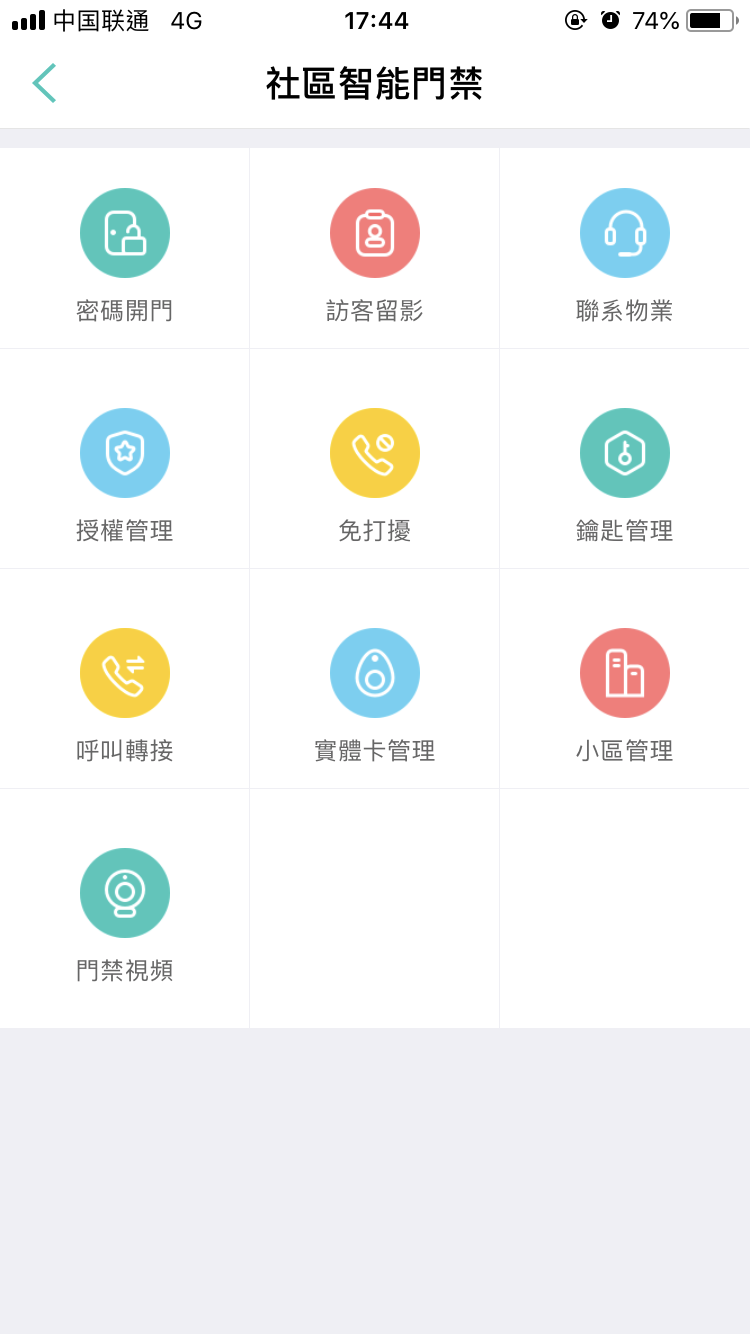 中国联通 4G 17:44 74%
社區智能門禁
密碼開門 訪客留影 聯系物業
授權管理 免打擾 鑰匙管理
呼叫轉接 實體卡管理 小區管理
門禁視頻